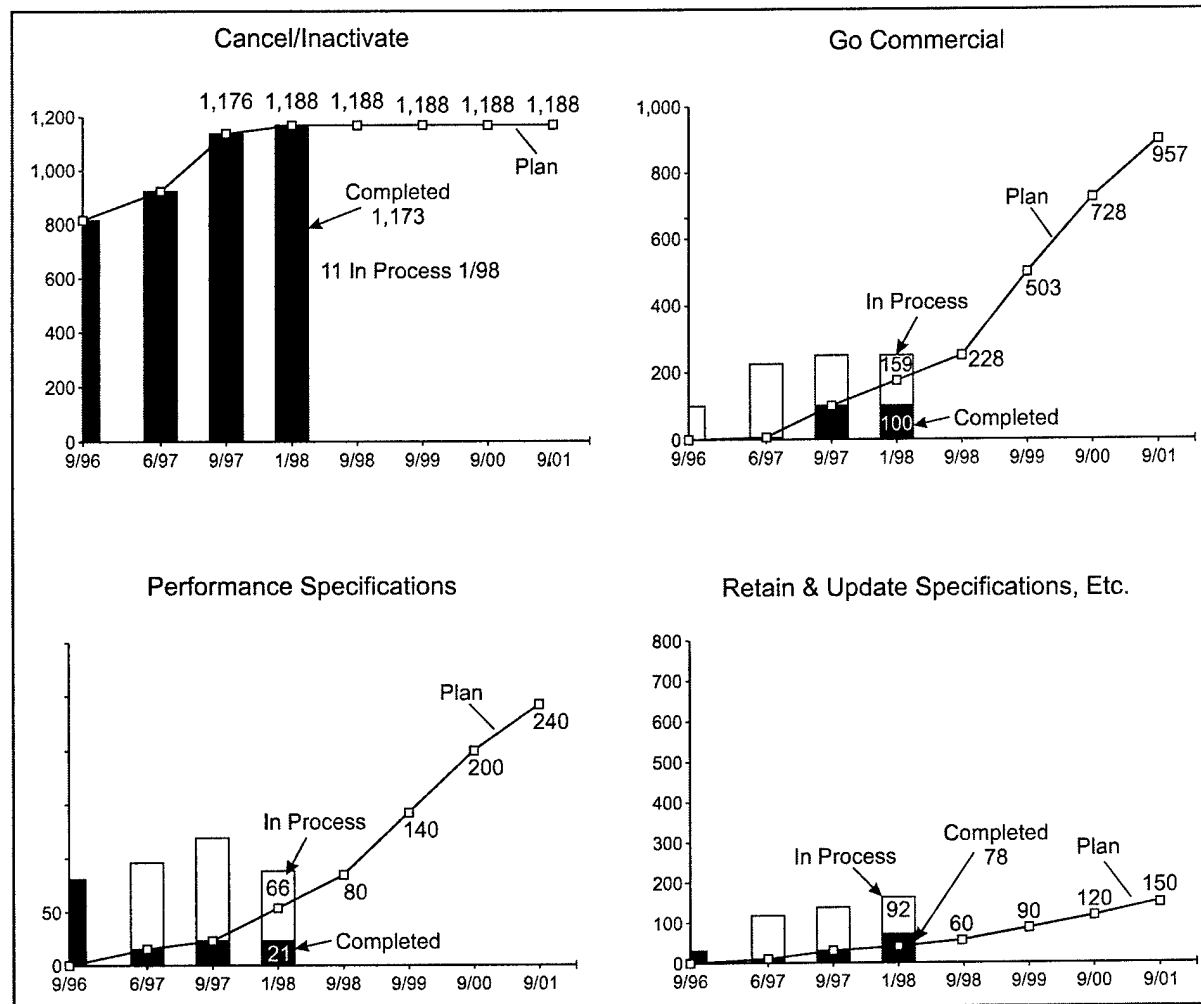 Cancel/Inactivate
1,176 1,188 1,188 1,188 1,188 1,188
1,200
1,000
800
600
400
200
0
Plan
Completed
1,173
11 In Process 1/98
9/96 6/97 9/97 1/98 9/98 9/99 9/00 9/01
Go Commercial
1,000
800
600
400
200
0
957
Plan
728
503
In Process
159
228
Completed
100
9/96 6/97 9/97 1/98 9/98 9/99 9/00 9/01
Performance Specifications
50
0
Plan
240
200
140
In Process
66
80
Completed
21
9/96 6/97 9/97 1/98 9/98 9/99 9/00 9/01
Retain & Update Specifications, Etc.
800
700
600
500
400
300
200
100
0
Completed
78
In Process
Plan
92
60
90
120
150
9/96 6/97 9/97 1/98 9/98 9/99 9/00 9/01